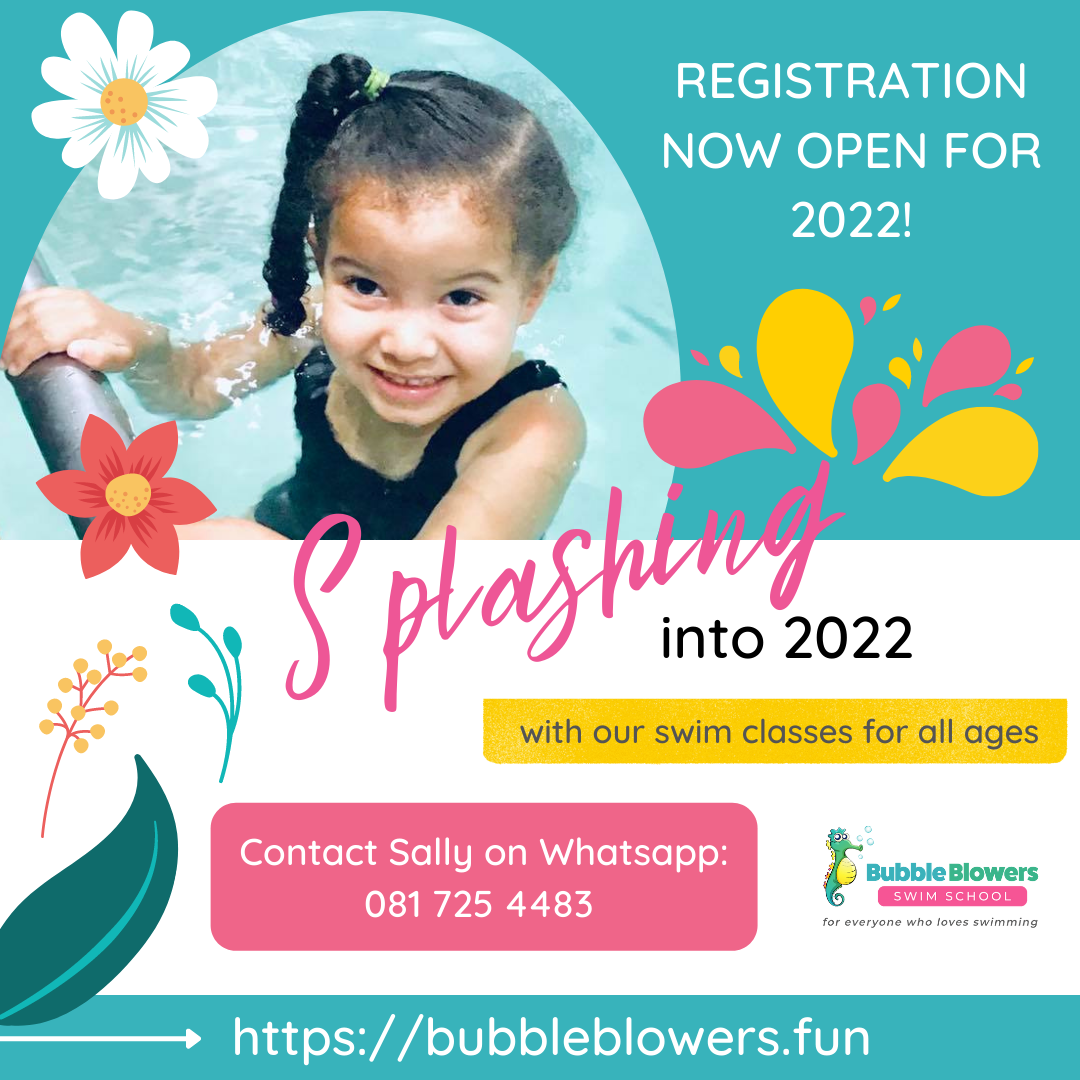 REGISTRATION
NOW OPEN FOR
2022!
Splashing
into 2022
with our swim classes for all ages
Contact Sally on Whatsapp:
081 725 4483
Bubble Blowers
SWIM SCHOOL
for everyone who loves swimming
https://bubbleblowers.fun